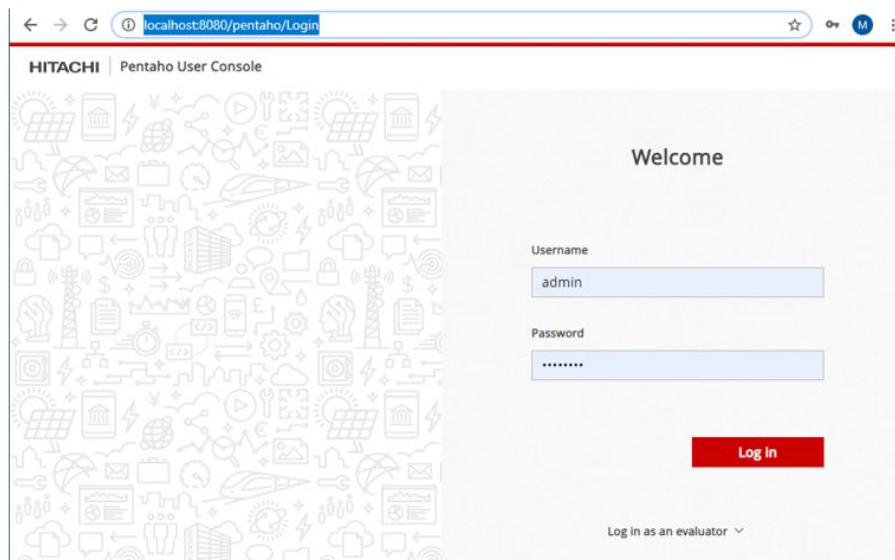 localhost:8080/pentaho/Login
M
HITACHI Pentaho User Console
Welcome
Username
admin
Password
••••••••
Log in
Log in as an evaluator